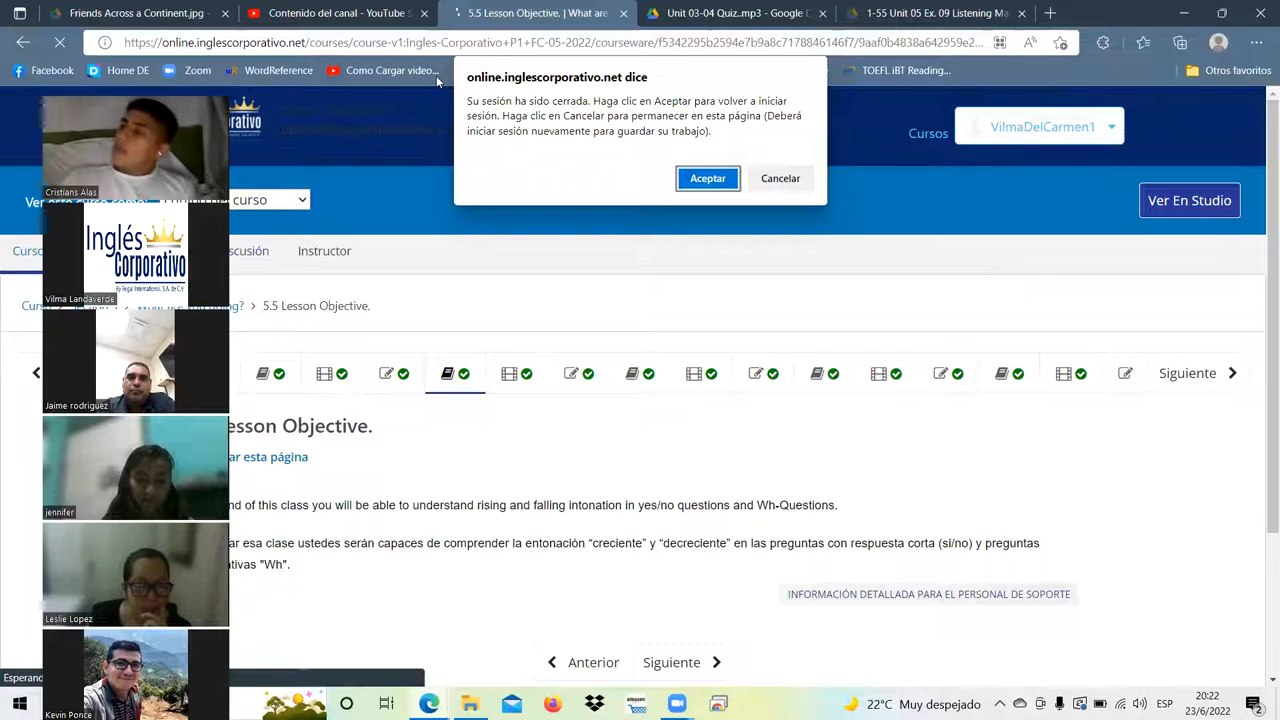 Friends Across Continent.jpg
Contenido del canal - YouTube S
5.5 Lesson Objective. | What are
Unit 03-04 Quiz..mp3 - Google D
1-55 Unit 05 Ex. 09 Listening Ma
https://online.inglescorporativo.net/courses/course-v1:Ingles-Corporativo+P1+FC-05-2022/courseware/f5342295b2594e7b9a8c7178846146f7/9aaf0b4838a642959e2...
Facebook
Home DE
Zoom
WordReference
Como Cargar video...
TOEFL iBT Reading...
Otros favoritos
online.inglescorporativo.net dice
Su sesión ha sido cerrada. Haga clic en Aceptar para volver a iniciar
sesión. Haga clic en Cancelar para permanecer en esta página (Deberá
iniciar sesión nuevamente para guardar su trabajo).
Aceptar
Cancelar
Cursos
VilmaDelCarmen1
Ver En Studio
Instructor
5.5 Lesson Objective.
Siguiente
esson Objective.
ar esta página
nd of this class you will be able to understand rising and falling intonation in yes/no questions and Wh-Questions.
ar esa clase ustedes serán capaces de comprender la entonación “creciente” y “decreciente” en las preguntas con respuesta corta (si/no) y preguntas
ativas "Wh".
INFORMACIÓN DETALLADA PARA EL PERSONAL DE SOPORTE
Anterior
Siguiente
Cristians Alas
Inglés
Corporativo
By Regal International, S.A. de C.V
Vilma Landaverde
Jaime rodriguez
jennifer
Leslie Lopez
Kevin Ponce
Esperand
amazon
22°C Muy despejado
ESP
20:22
23/6/2022
2